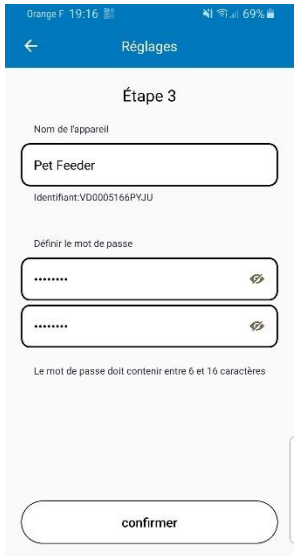 Orange F 19:16
69%
Réglages
Étape 3
Nom de l'appareil
Pet Feeder
Identifiant:VD0005166PYJU
Définir le mot de passe
••••••••
••••••••
Le mot de passe doit contenir entre 6 et 16 caractères
confirmer